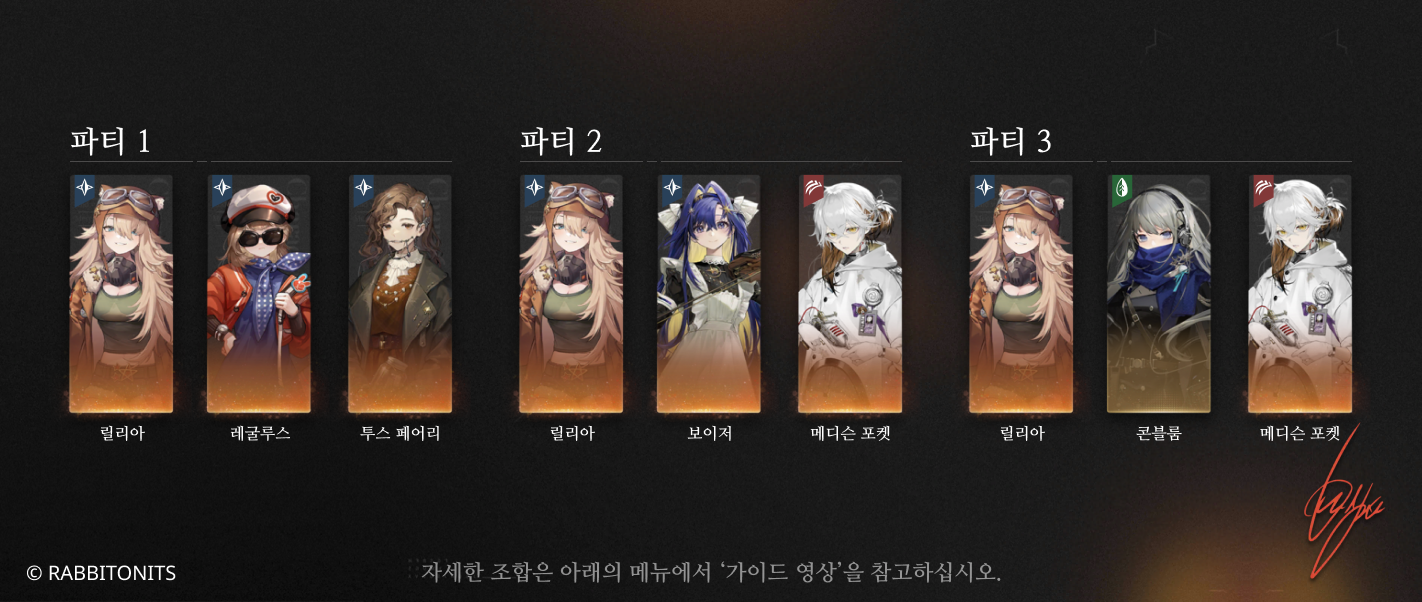 파티 1
파티 2
파티 3
릴리아
레굴루스
투스 페어리
릴리아
보이저
메디슨 포켓
릴리아
콘블룸
메디슨 포켓
© RABBITONITS
자세한 조합은 아래의 메뉴에서 ‘가이드 영상’을 참고하십시오.